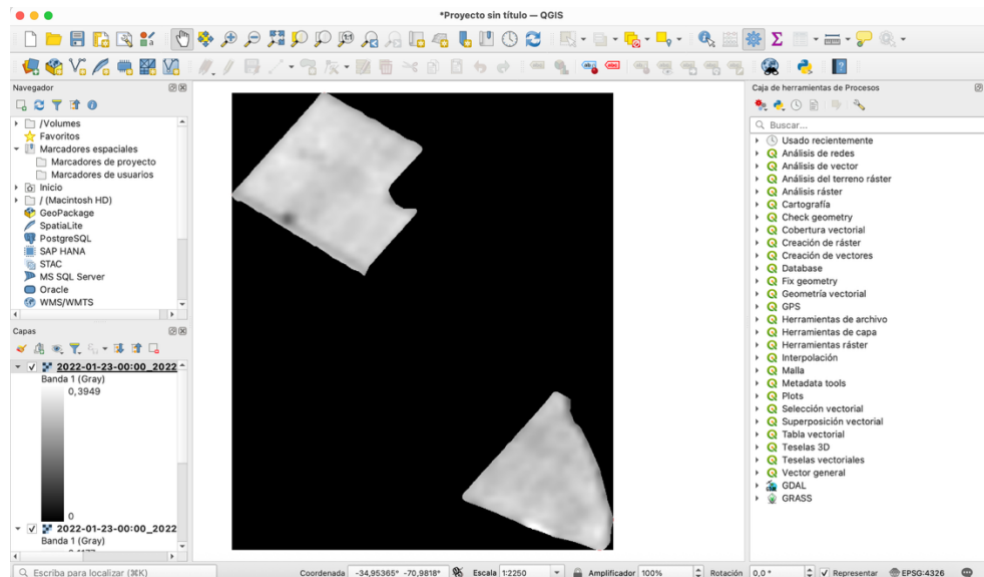 *Proyecto sin título — QGIS
Navegador
/Volumes
Favoritos
Marcadores espaciales
Marcadores de proyecto
Marcadores de usuarios
Inicio
/ (Macintosh HD)
GeoPackage
SpatiaLite
PostgreSQL
SAP HANA
STAC
MS SQL Server
Oracle
WMS/WMTS
Capas
2022-01-23-00:00_2022
Banda 1 (Gray)
0,3949
0
2022-01-23-00:00_2022
Banda 1 (Gray)
Caja de herramientas de Procesos
Buscar...
Usado recientemente
Análisis de redes
Análisis de vector
Análisis del terreno ráster
Análisis ráster
Cartografía
Check geometry
Cobertura vectorial
Creación de ráster
Creación de vectores
Database
Fix geometry
Geometría vectorial
GPS
Herramientas de archivo
Herramientas de capa
Herramientas ráster
Interpolación
Malla
Metadata tools
Plots
Selección vectorial
Superposición vectorial
Tabla vectorial
Teselas 3D
Teselas vectoriales
Vector general
GDAL
GRASS
Escriba para localizar (⌘K)
Coordenada -34,95365° -70,9818° Escala 1:2250 Amplificador 100% Rotación 0,0 ° Representar EPSG:4326